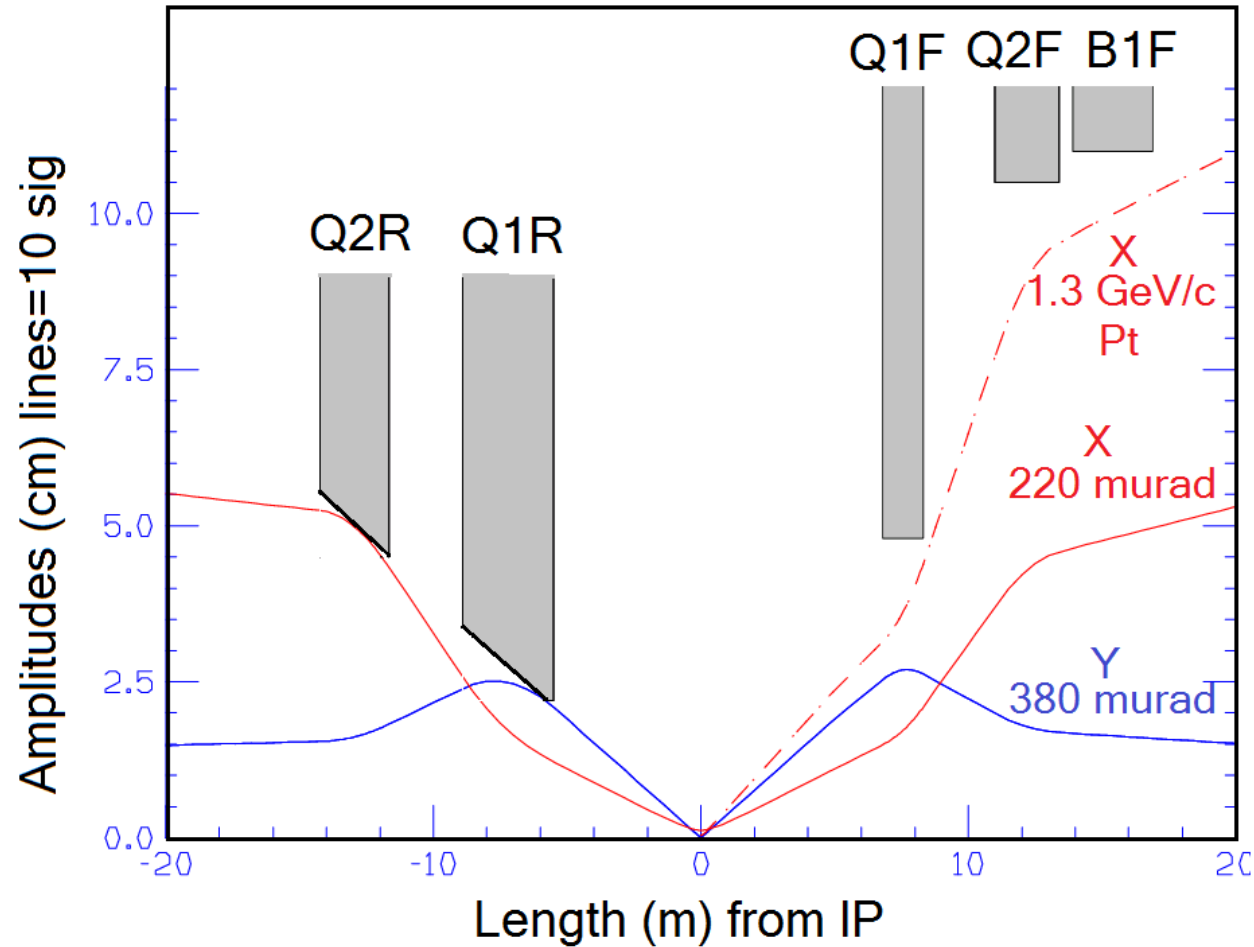 Q1F Q2F B1F
Q2R Q1R
Amplitudes (cm) lines=10 sig
10.0
7.5
5.0
2.5
0.0
X
1.3 GeV/c
Pt
X
220 murad
Y
380 murad
-20 -10 0 10 20
Length (m) from IP